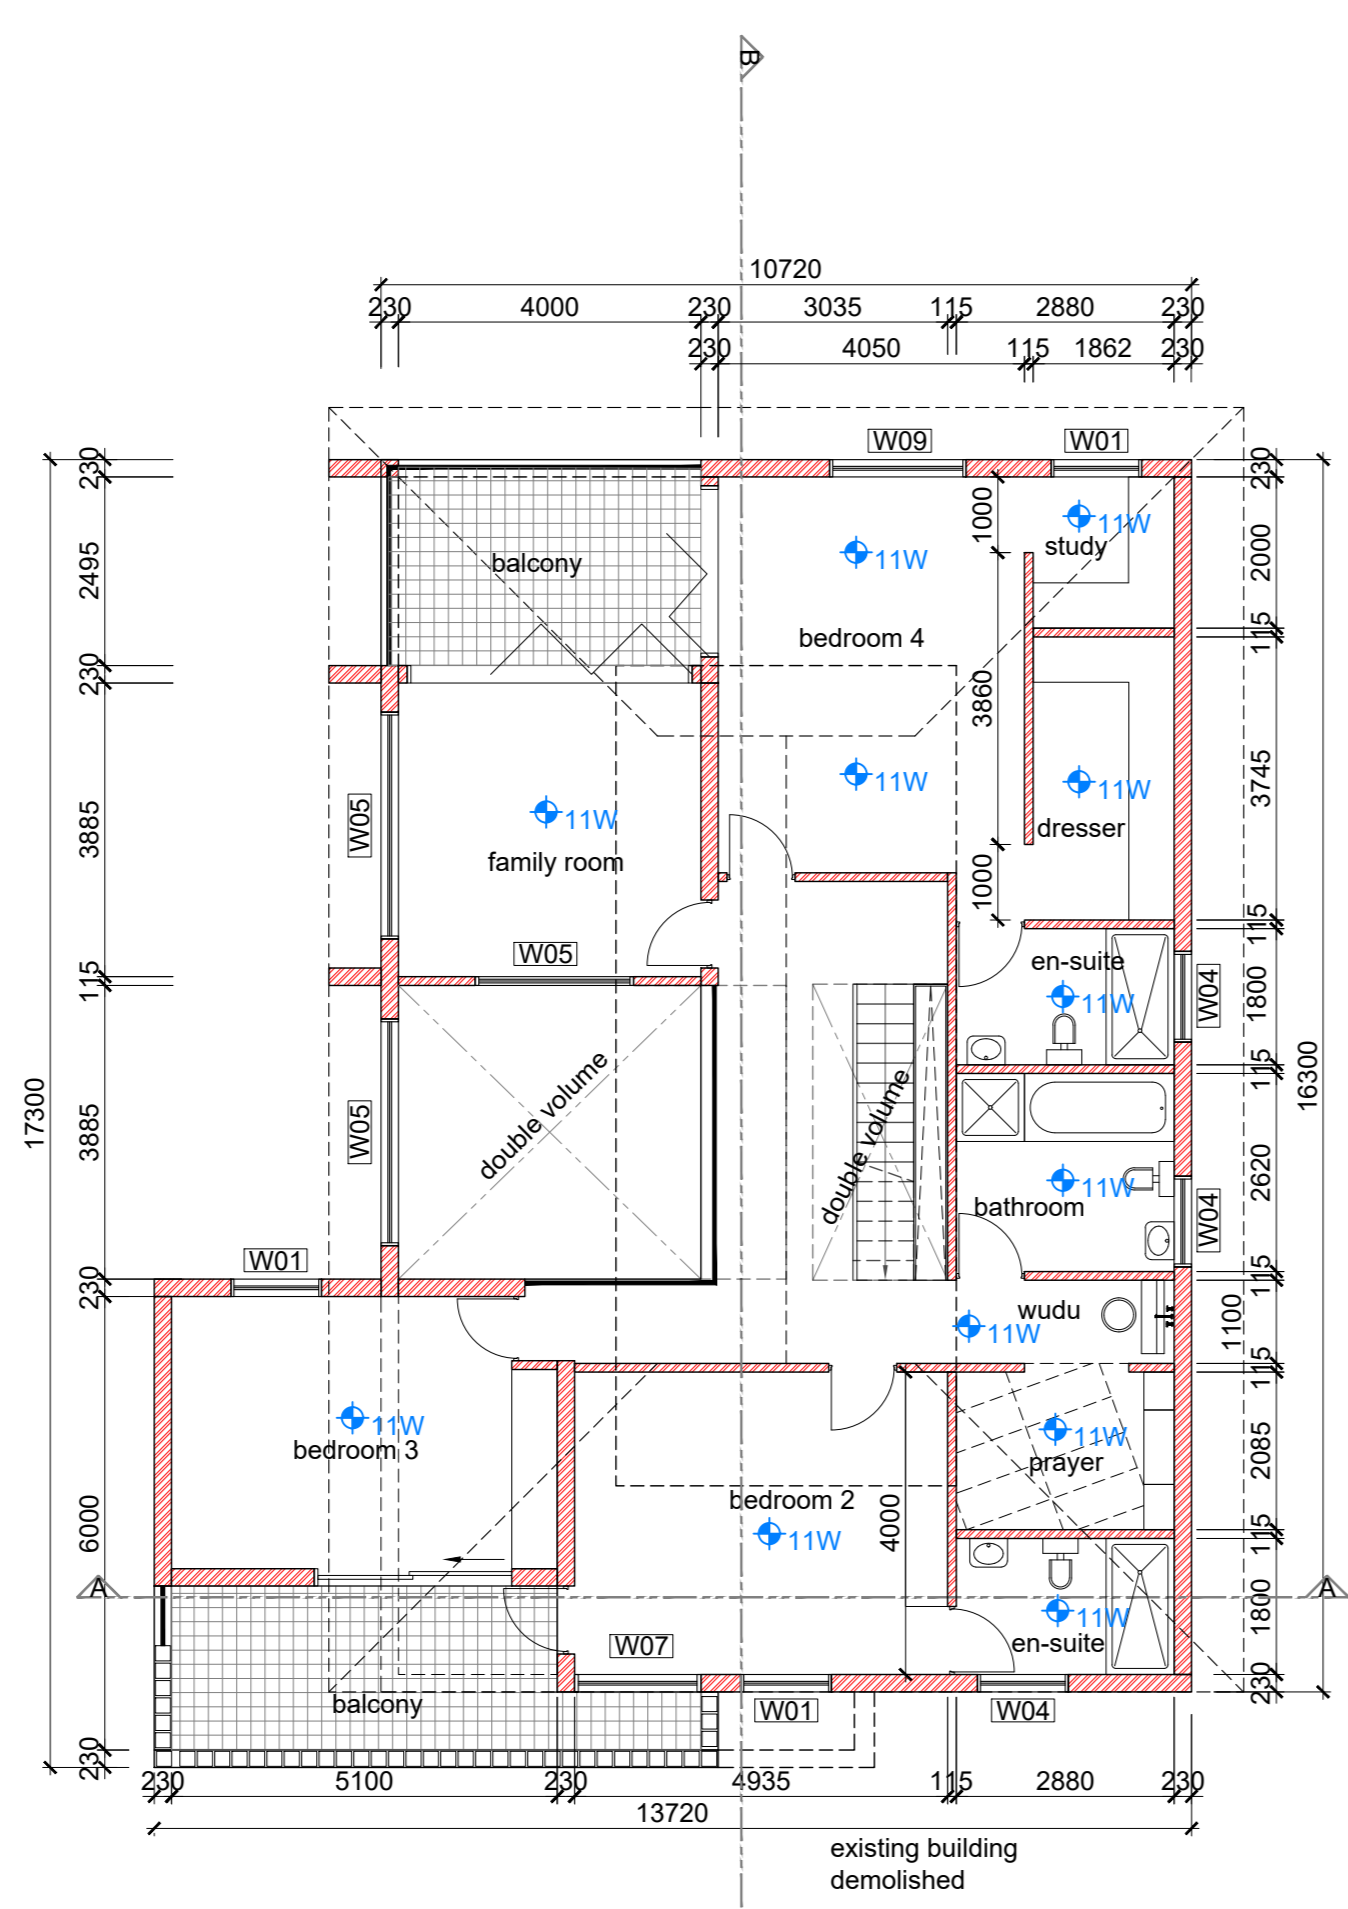 B
10720
230 4000 230 3035 115 2880 230
230 4050 115 1862 230
W09 W01
230
2495
230
3885
115
3885
230
6000
230
17300
230
2000
115
3745
115
1800
115
2620
115
1100
115
2085
115
1800
230
16300
1000
11W
study
11W
balcony
bedroom 4
3860
11W
11W
dresser
W05
11W
family room
1000
W05
en-suite
11W
W04
double volume
double volume
W05
11W
bathroom
W04
W01
wudu
11W
11W
bedroom 3
11W
prayer
bedroom 2
11W
4000
A
A
11W
en-suite
W07
balcony
W01
W04
230 5100 230 4935 115 2880 230
13720
existing building
demolished